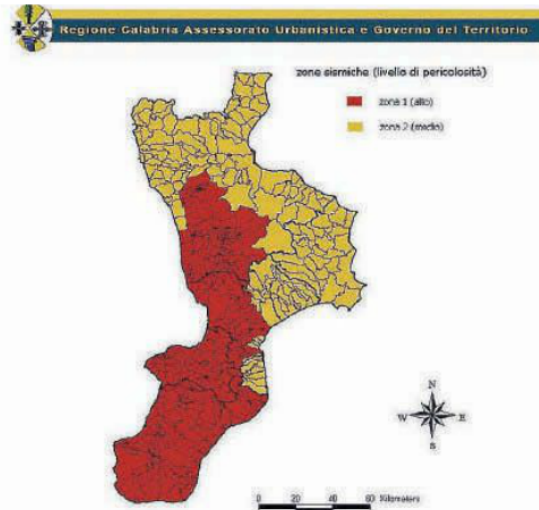 Regione Calabria Assessorato Urbanistica e Governo del Territorio
zone sismiche (livello di pericolosità)
zona 1 (alto)
zona 2 (medio)
N
W E
S
0 20 40 60 Kilometers